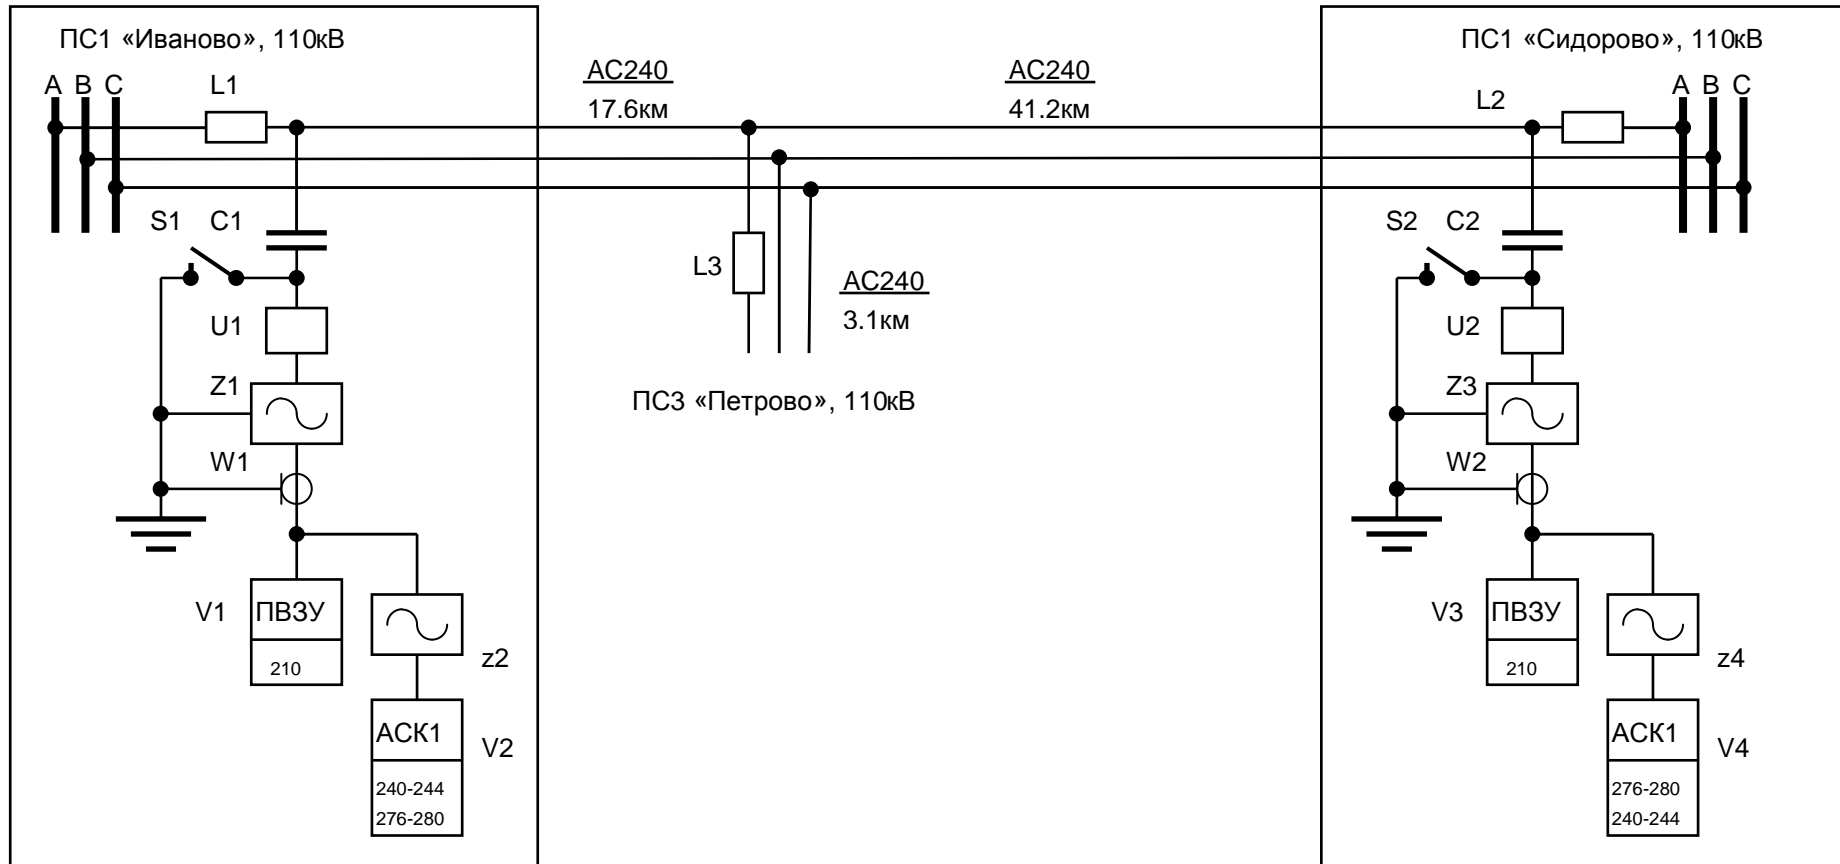 ПС1 «Иваново», 110кВ
ПС1 «Сидорово», 110кВ
A B C
L1
АС240
17.6км
АС240
41.2км
L2
A B C
S1 C1
L3
АС240
3.1км
S2 C2
U1
U2
Z1
ПС3 «Петрово», 110кВ
Z3
W1
W2
V1
ПВЗУ
210
z2
V3
ПВЗУ
210
z4
АСК1
V2
240-244
276-280
АСК1
V4
276-280
240-244